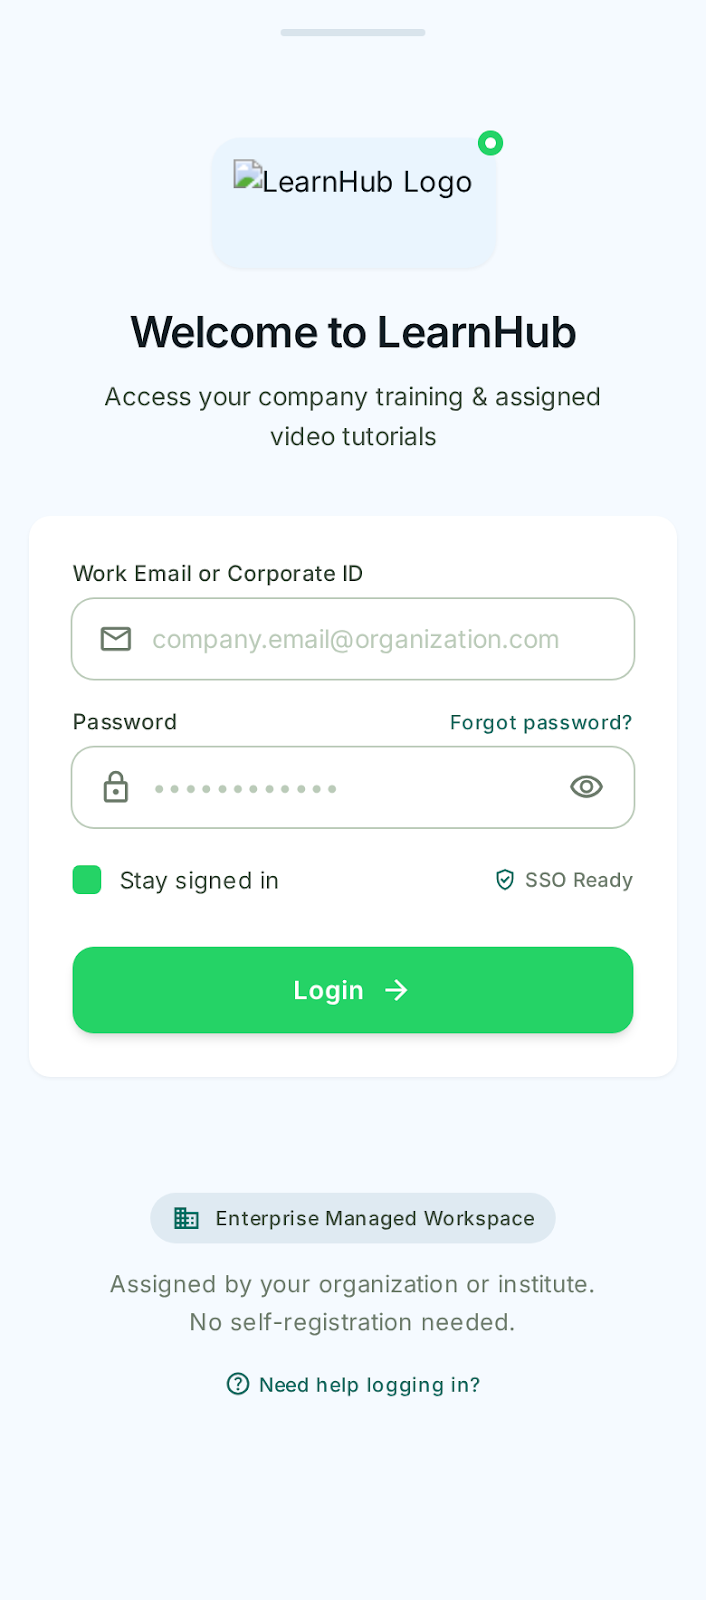 LearnHub Logo
Welcome to LearnHub
Access your company training & assigned
video tutorials
Work Email or Corporate ID
company.email@organization.com
Password
Forgot password?
••••••••••••
Stay signed in
SSO Ready
Login →
Enterprise Managed Workspace
Assigned by your organization or institute.
No self-registration needed.
Need help logging in?